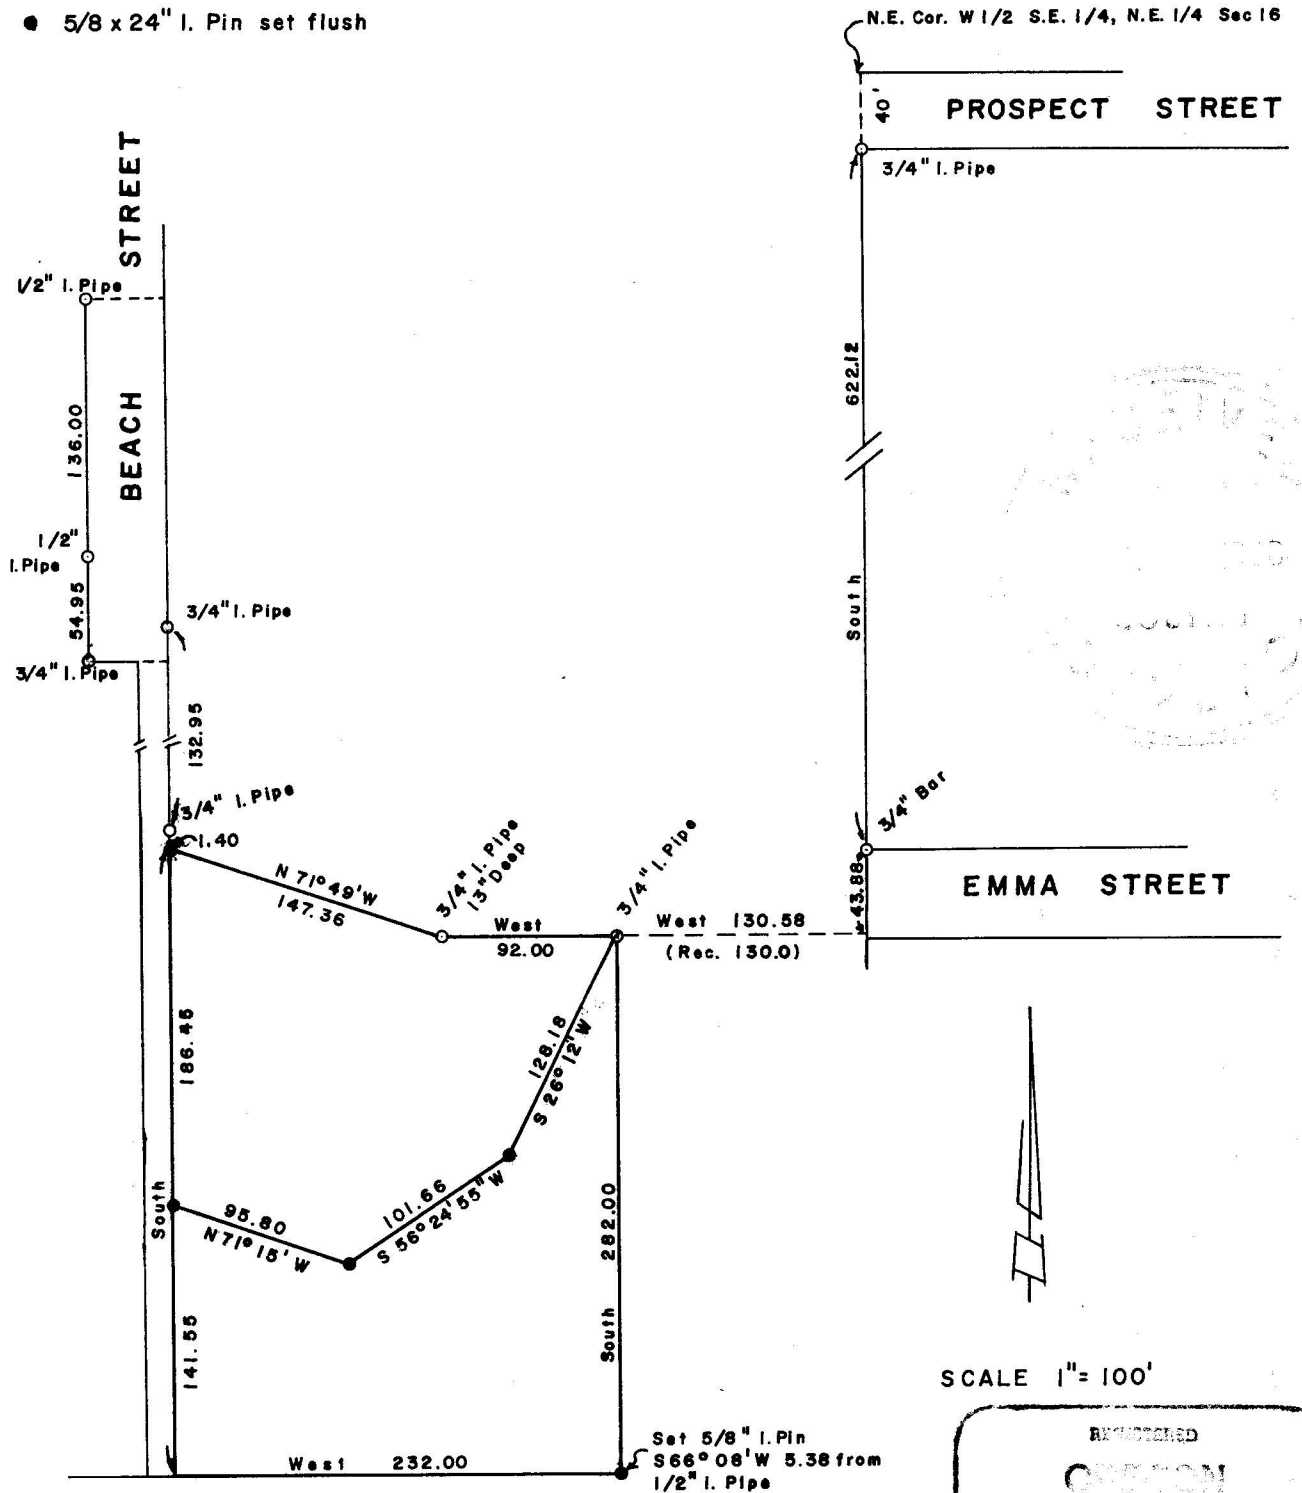 5/8 x 24" I. Pin set flush
N.E. Cor. W 1/2 S.E. 1/4, N.E. 1/4 Sec 16
40'
PROSPECT STREET
3/4" I. Pipe
BEACH STREET
1/2" I. Pipe
136.00
622.12
1/2"
I. Pipe
54.95
South
3/4" I. Pipe
3/4" I. Pipe
132.95
3/4" I. Pipe
1.40
3/4" Bar
N 71° 49' W
147.36
3/4" I. Pipe
13" Deep
3/4" I. Pipe
43.88
EMMA STREET
West
92.00
West 130.58
(Rec. 130.0)
186.45
128.18
S 26° 12' W
South
95.80
N 71° 15' W
101.66
S 56° 24' 55" W
282.00
South
141.55
SCALE 1" = 100'
West 232.00
Set 5/8" I. Pin
S 66° 08' W 5.38 from
1/2" I. Pipe
REGISTERED
OREGON